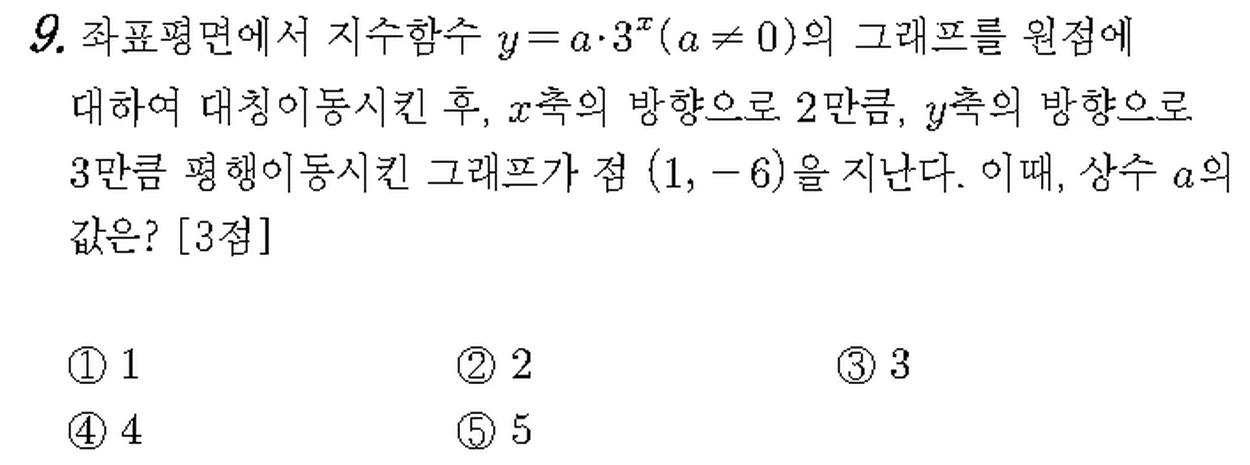 9. 좌표평면에서 지수함수 y=a·3^x(a≠0)의 그래프를 원점에
대하여 대칭이동시킨 후, x축의 방향으로 2만큼, y축의 방향으로
3만큼 평행이동시킨 그래프가 점 (1, -6)을 지난다. 이때, 상수 a의
값은? [3점]
① 1 ② 2 ③ 3
④ 4 ⑤ 5